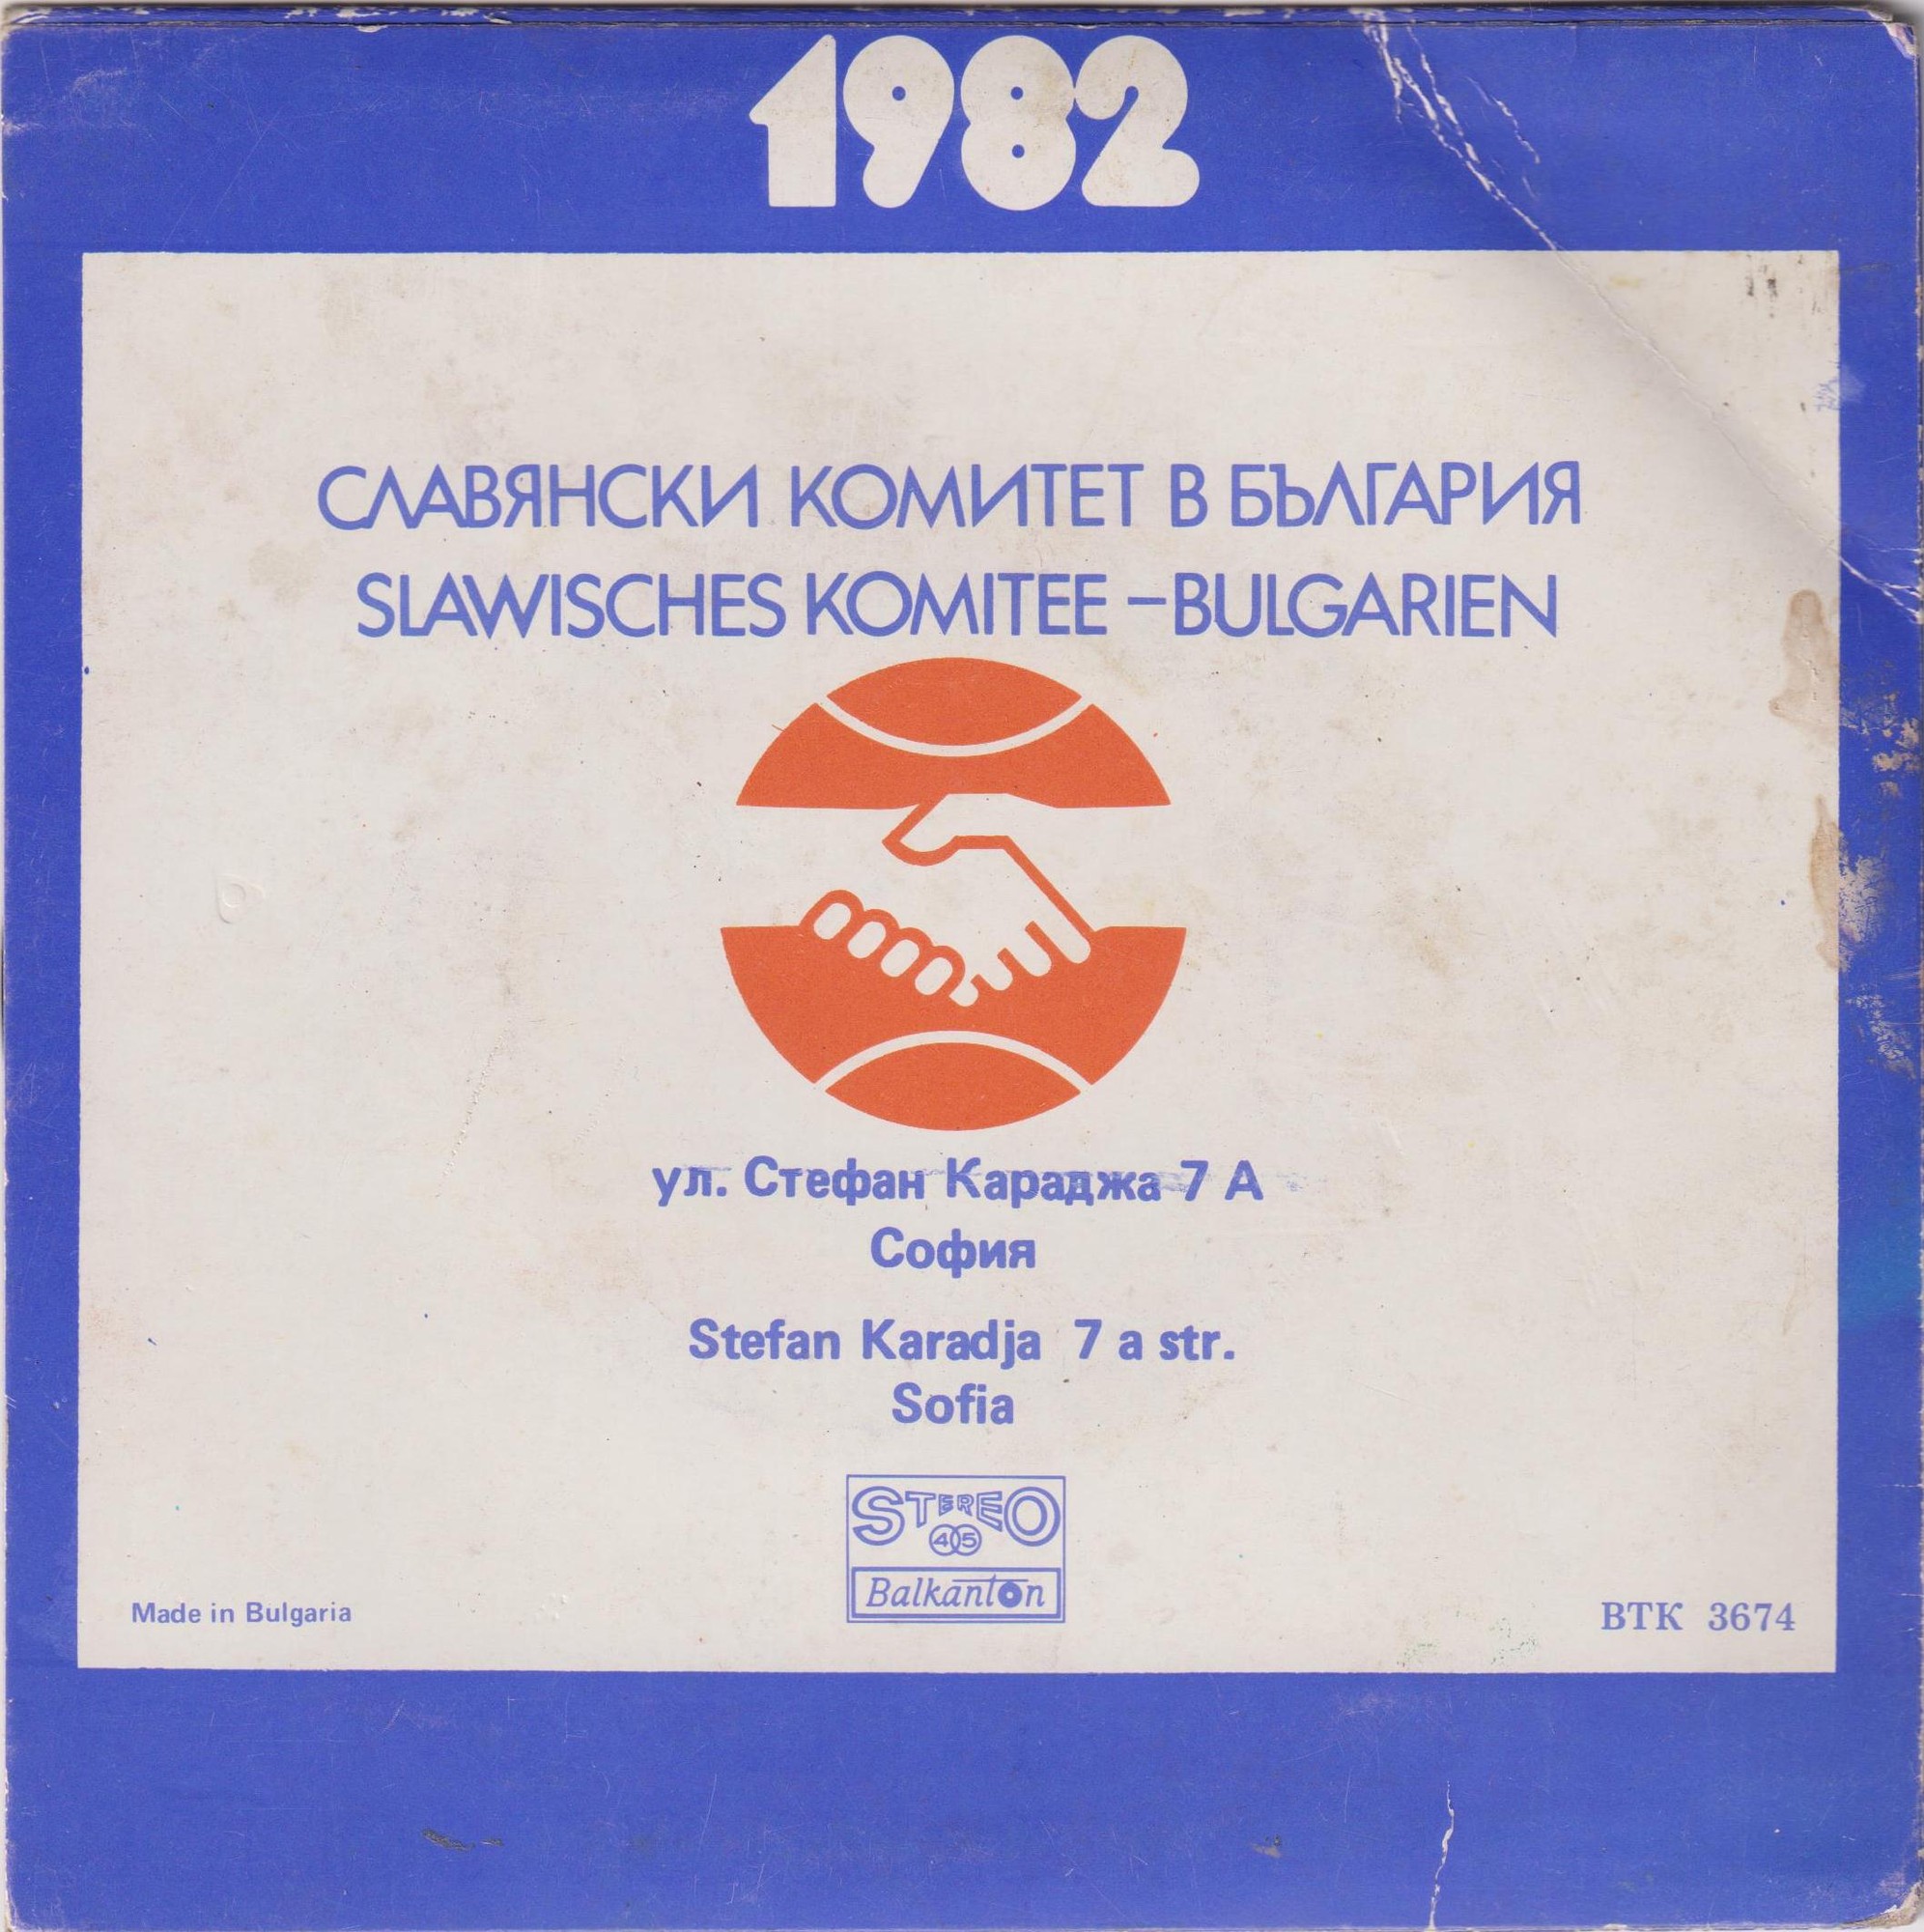 1982
СЛАВЯНСКИ КОМИТЕТ В БЪЛГАРИЯ
SLAWISCHES KOMITEE –BULGARIEN
ул. Стефан Караджа 7 А
София
Stefan Karadja 7 a str.
Sofia
STEREO
45
Balkanton
Made in Bulgaria
ВТК 3674